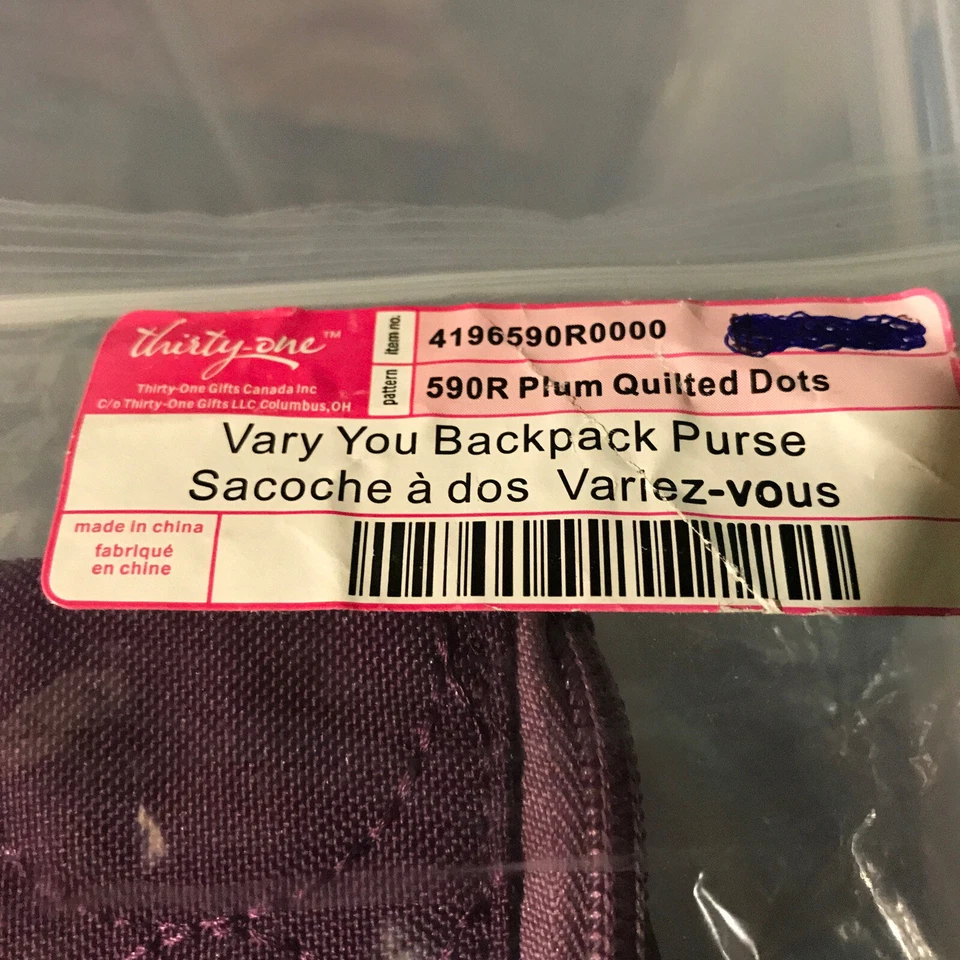 thirty-one™
Thirty-One Gifts Canada Inc
C/o Thirty-One Gifts LLC Columbus, OH
item no.
4196590R0000
pattern
590R Plum Quilted Dots
Vary You Backpack Purse
Sacoche à dos Variez-vous
made in china
fabriqué
en chine